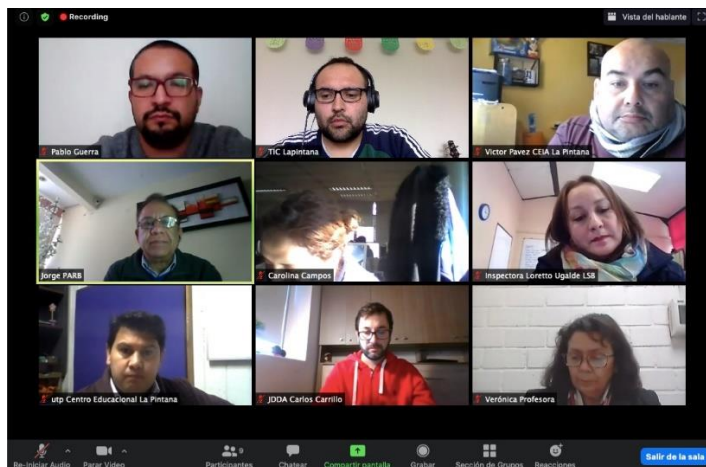 Recording
Vista del hablante
Pablo Guerra
TIC Lapintana
Victor Pavez CEIA La Pintana
Jorge PARB
Carolina Campos
Inspectora Loretto Ugalde LSB
utp Centro Educacional La Pintana
JDDA Carlos Carrillo
Verónica Profesora
9
Re-Iniciar Audio
Parar Video
Participantes
Chatear
Compartir pantalla
Grabar
Sección de Grupos
Reacciones
Salir de la sala